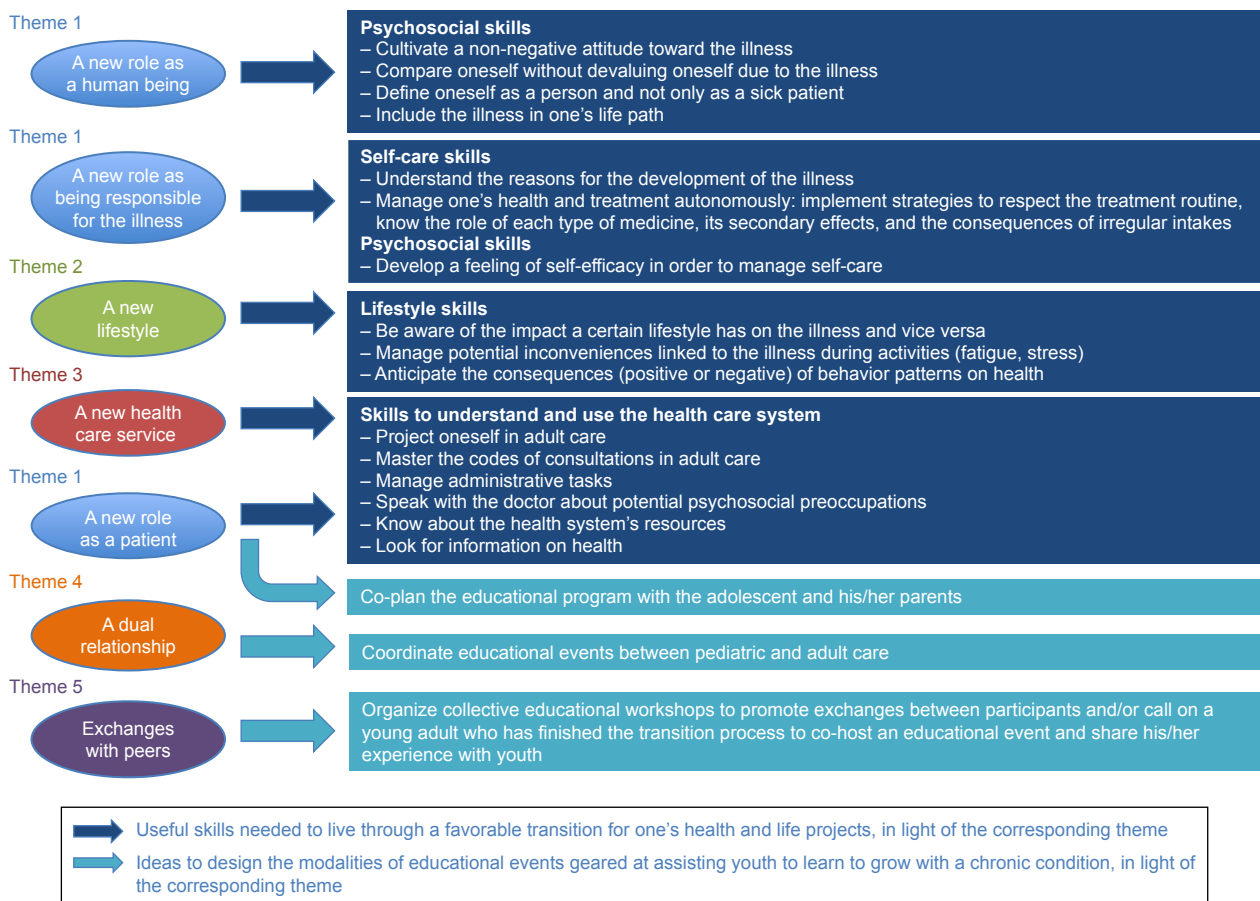 Theme 1
A new role as
a human being
Psychosocial skills
– Cultivate a non-negative attitude toward the illness
– Compare oneself without devaluing oneself due to the illness
– Define oneself as a person and not only as a sick patient
– Include the illness in one’s life path
Theme 1
A new role as
being responsible
for the illness
Self-care skills
– Understand the reasons for the development of the illness
– Manage one’s health and treatment autonomously: implement strategies to respect the treatment routine,
know the role of each type of medicine, its secondary effects, and the consequences of irregular intakes
Psychosocial skills
– Develop a feeling of self-efficacy in order to manage self-care
Theme 2
A new
lifestyle
Lifestyle skills
– Be aware of the impact a certain lifestyle has on the illness and vice versa
– Manage potential inconveniences linked to the illness during activities (fatigue, stress)
– Anticipate the consequences (positive or negative) of behavior patterns on health
Theme 3
A new health
care service
Skills to understand and use the health care system
– Project oneself in adult care
– Master the codes of consultations in adult care
– Manage administrative tasks
– Speak with the doctor about potential psychosocial preoccupations
– Know about the health system’s resources
– Look for information on health
Theme 1
A new role
as a patient
Co-plan the educational program with the adolescent and his/her parents
Theme 4
A dual
relationship
Coordinate educational events between pediatric and adult care
Theme 5
Exchanges
with peers
Organize collective educational workshops to promote exchanges between participants and/or call on a
young adult who has finished the transition process to co-host an educational event and share his/her
experience with youth
Useful skills needed to live through a favorable transition for one’s health and life projects, in light of the corresponding theme
Ideas to design the modalities of educational events geared at assisting youth to learn to grow with a chronic condition, in light of
the corresponding theme